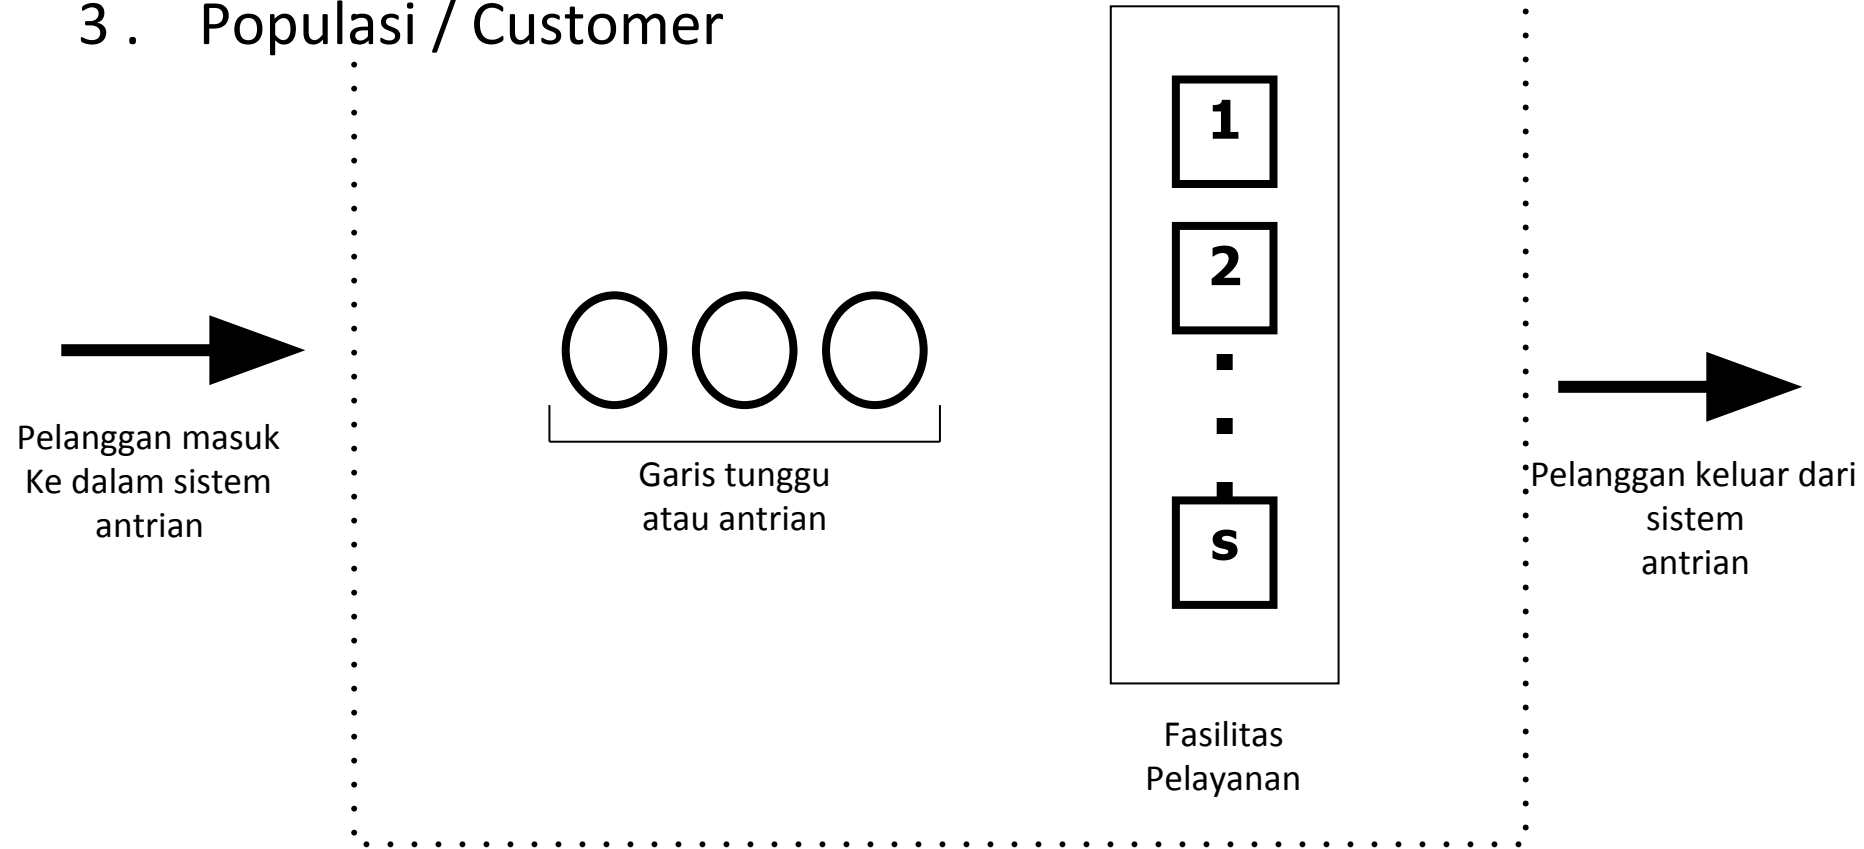 3 . Populasi / Customer
1
2
s
Pelanggan masuk
Ke dalam sistem
antrian
Garis tunggu
atau antrian
Pelanggan keluar dari
sistem
antrian
Fasilitas
Pelayanan